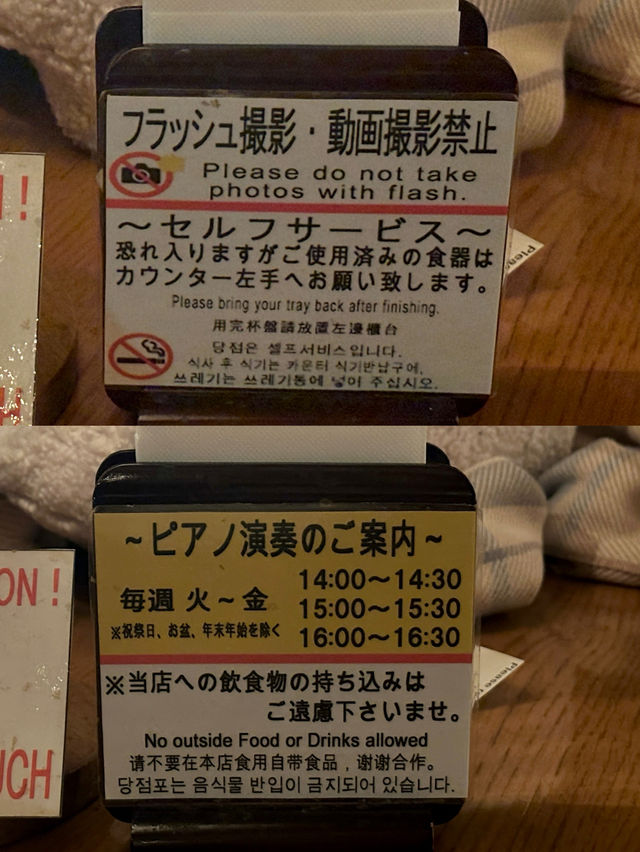 フラッシュ撮影・動画撮影禁止
Please do not take
photos with flash.
～セルフサービス～
恐れ入りますがご使用済みの食器は
カウンター左手へお願い致します。
Please bring your tray back after finishing.
用完杯盤請放置左邊櫃台
당점은 셀프서비스입니다.
식사 후 식기는 카운터 식기반납구에,
쓰레기는 쓰레기통에 넣어 주십시오.
!
Pleas
～ピアノ演奏のご案内～
毎週 火～金
※祝祭日、お盆、年末年始を除く
14:00～14:30
15:00～15:30
16:00～16:30
※当店への飲食物の持ち込みは
ご遠慮下さいませ。
No outside Food or Drinks allowed
请不要在本店食用自带食品，谢谢合作。
당점포는 음식물 반입이 금지되어 있습니다.
ON!
UCH
Please